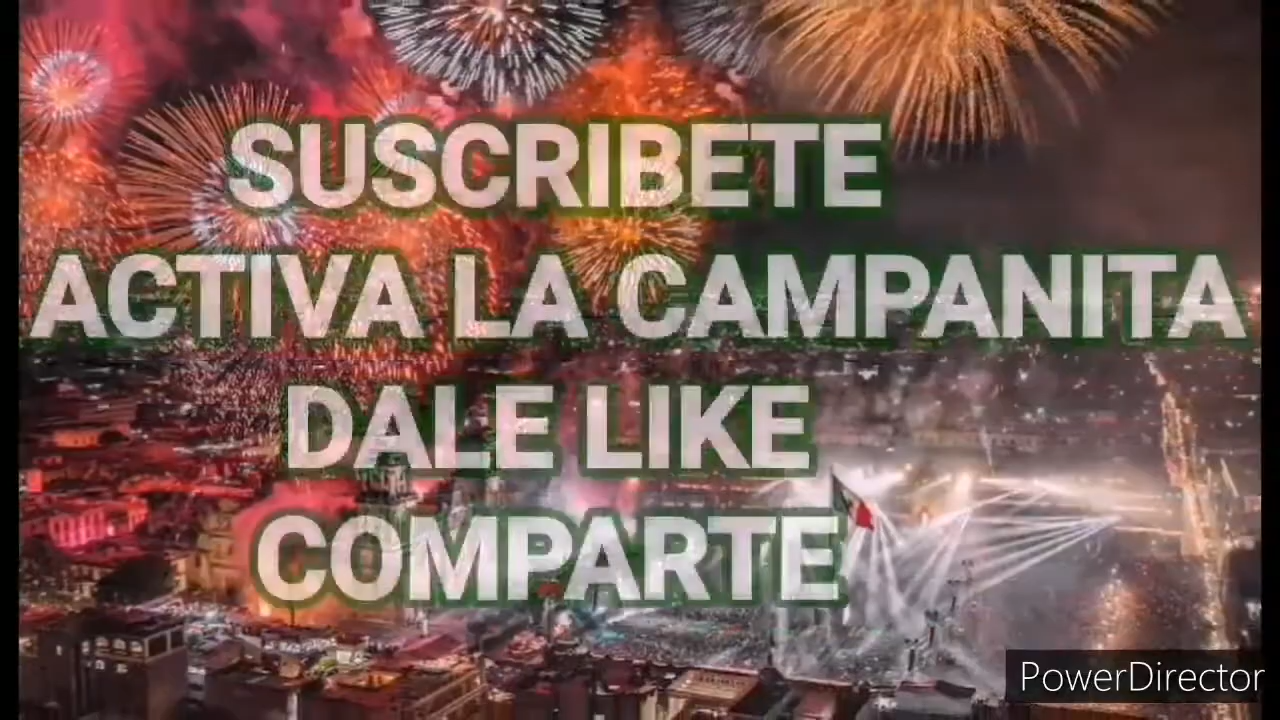 SUSCRIBETE
ACTIVA LA CAMPANITA
DALE LIKE
COMPARTE
PowerDirector